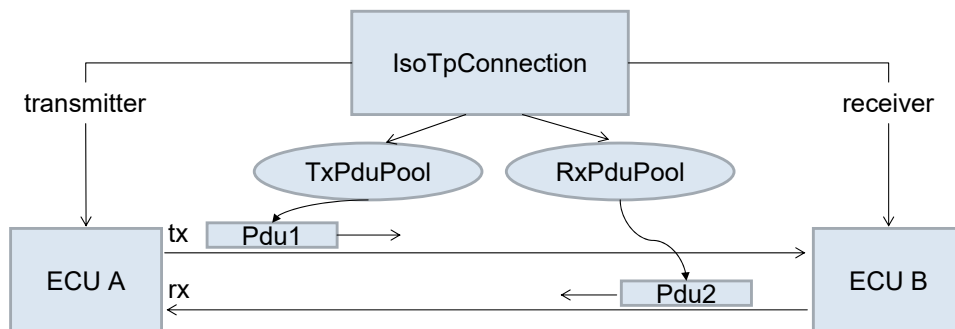 IsoTpConnection
transmitter
receiver
TxPduPool
RxPduPool
tx
Pdu1
ECU A
ECU B
rx
Pdu2